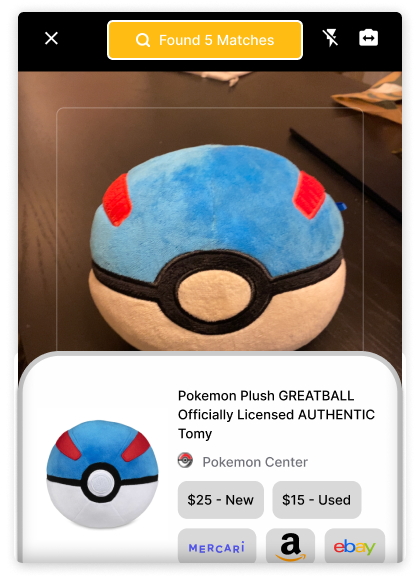 Found 5 Matches
Pokemon Plush GREATBALL
Officially Licensed AUTHENTIC
Tomy
Pokemon Center
$25 - New
$15 - Used
MERCARI
a
ebay